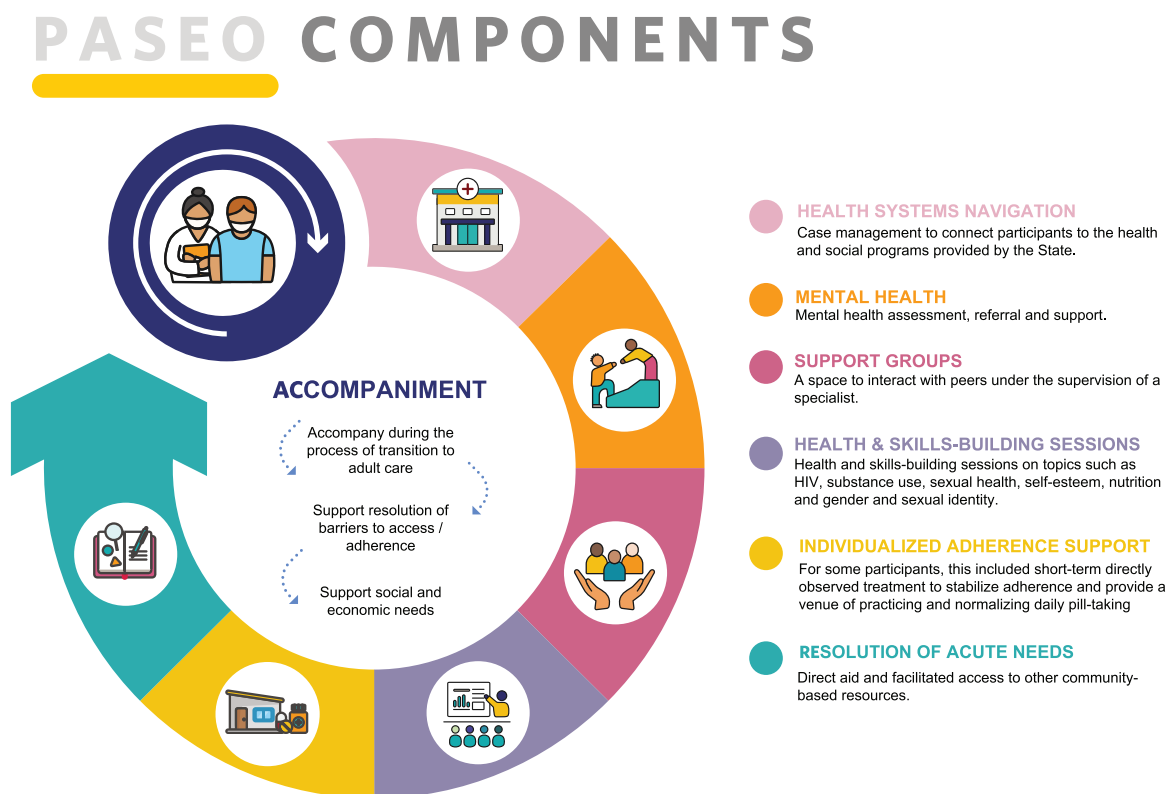 PASEO COMPONENTS
ACCOMPANIMENT
Accompany during the
process of transition to
adult care
Support resolution of
barriers to access /
adherence
Support social and
economic needs
HEALTH SYSTEMS NAVIGATION
Case management to connect participants to the health
and social programs provided by the State.
MENTAL HEALTH
Mental health assessment, referral and support.
SUPPORT GROUPS
A space to interact with peers under the supervision of a
specialist.
HEALTH & SKILLS-BUILDING SESSIONS
Health and skills-building sessions on topics such as
HIV, substance use, sexual health, self-esteem, nutrition
and gender and sexual identity.
INDIVIDUALIZED ADHERENCE SUPPORT
For some participants, this included short-term directly
observed treatment to stabilize adherence and provide a
venue of practicing and normalizing daily pill-taking
RESOLUTION OF ACUTE NEEDS
Direct aid and facilitated access to other community-
based resources.